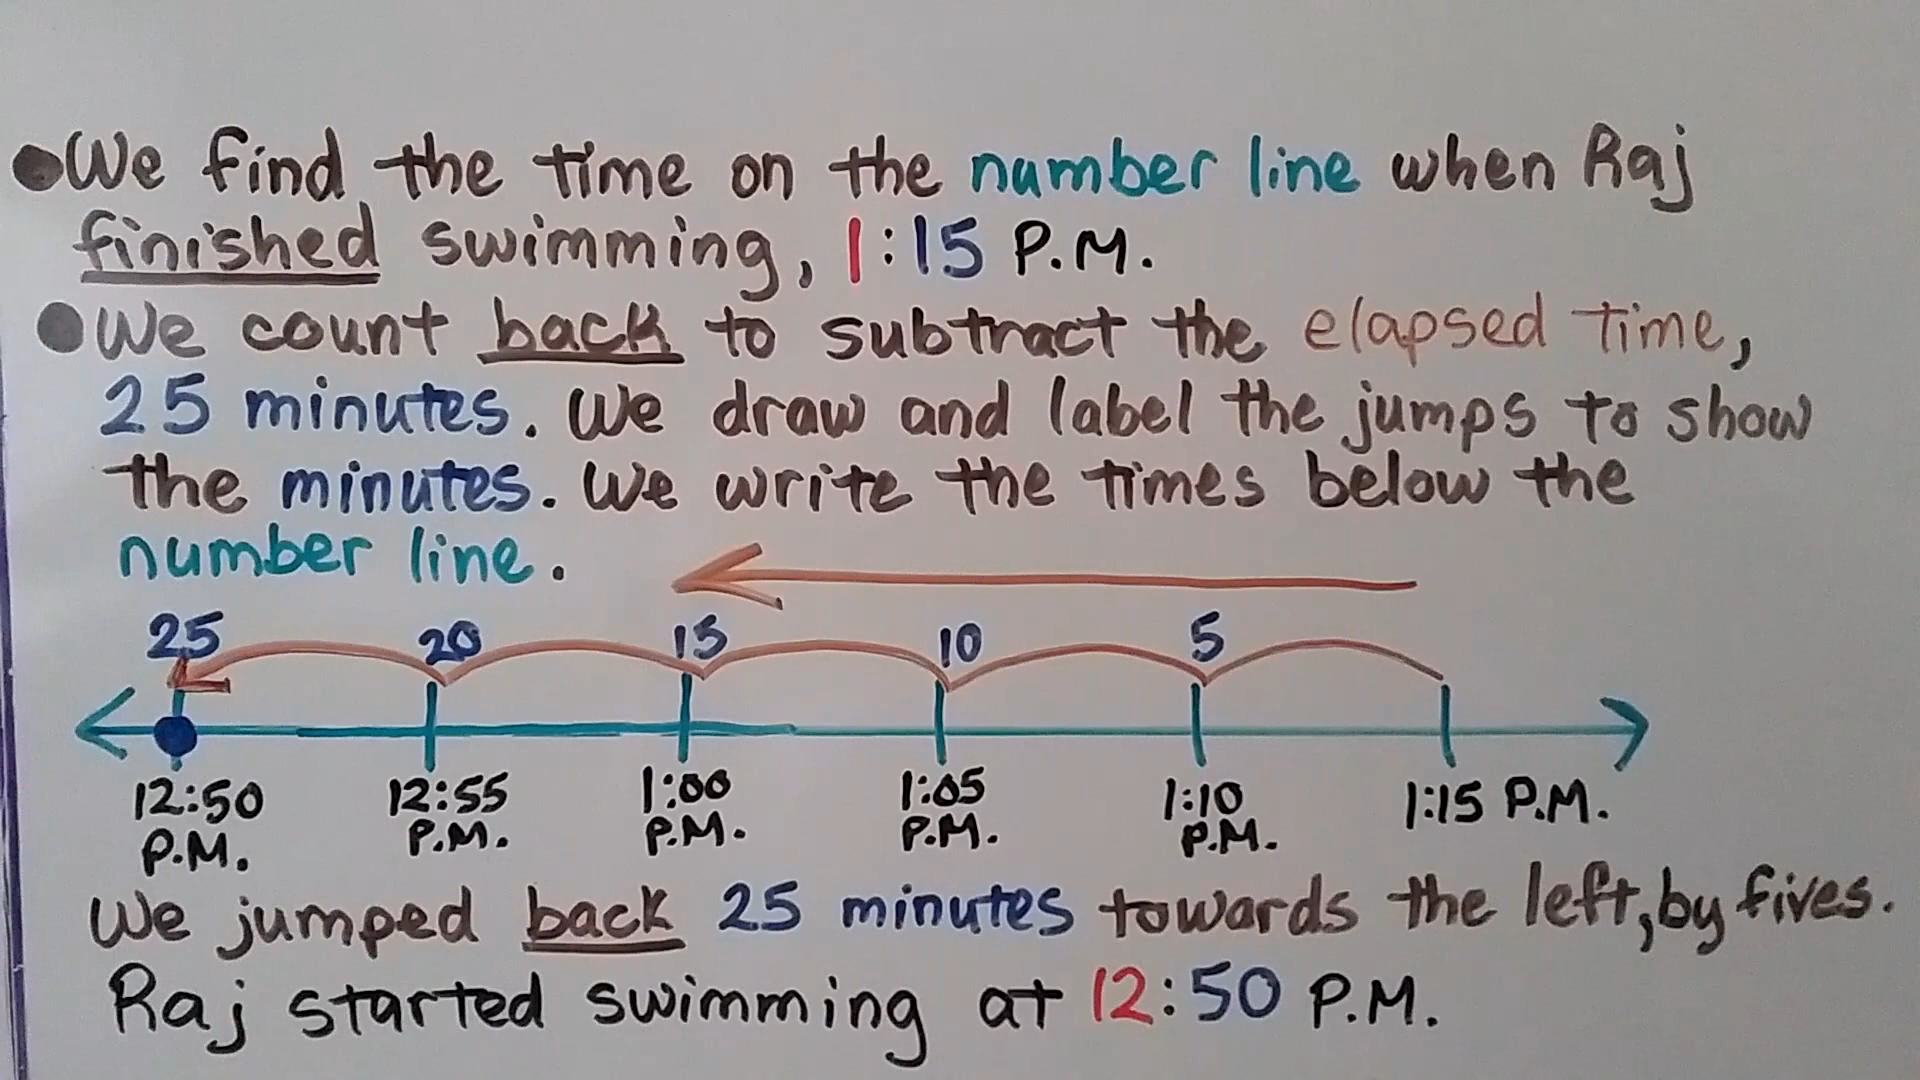 ●We find the time on the number line when Raj
finished swimming, 1:15 P.M.
●We count back to subtract the elapsed time,
25 minutes. We draw and label the jumps to show
the minutes. We write the times below the
number line.
25 20 15 10 5
12:50 P.M. 12:55 P.M. 1:00 P.M. 1:05 P.M. 1:10 P.M. 1:15 P.M.
We jumped back 25 minutes towards the left, by fives.
Raj started swimming at 12:50 P.M.